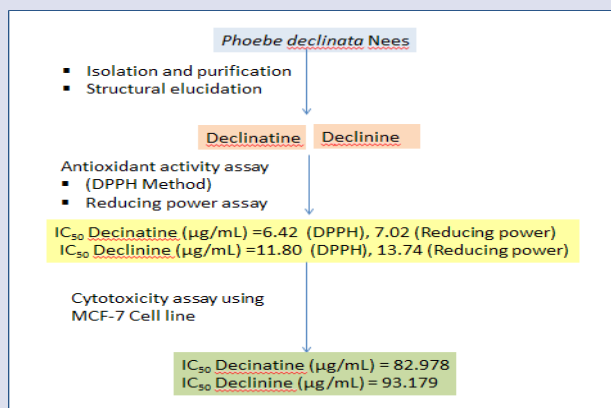 Phoebe declinata Nees
▪ Isolation and purification
▪ Structural elucidation
Declinatine Declinine
Antioxidant activity assay
▪ (DPPH Method)
▪ Reducing power assay
IC₅₀ Decinatine (µg/mL) =6.42 (DPPH), 7.02 (Reducing power)
IC₅₀ Declinine (µg/mL) =11.80 (DPPH), 13.74 (Reducing power)
Cytotoxicity assay using
MCF-7 Cell line
IC₅₀ Decinatine (µg/mL) = 82.978
IC₅₀ Declinine (µg/mL) = 93.179